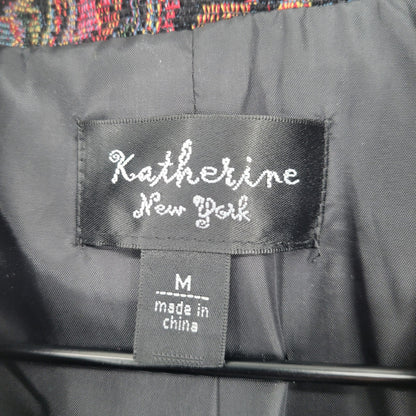 Katherine
New York
M
made in
china